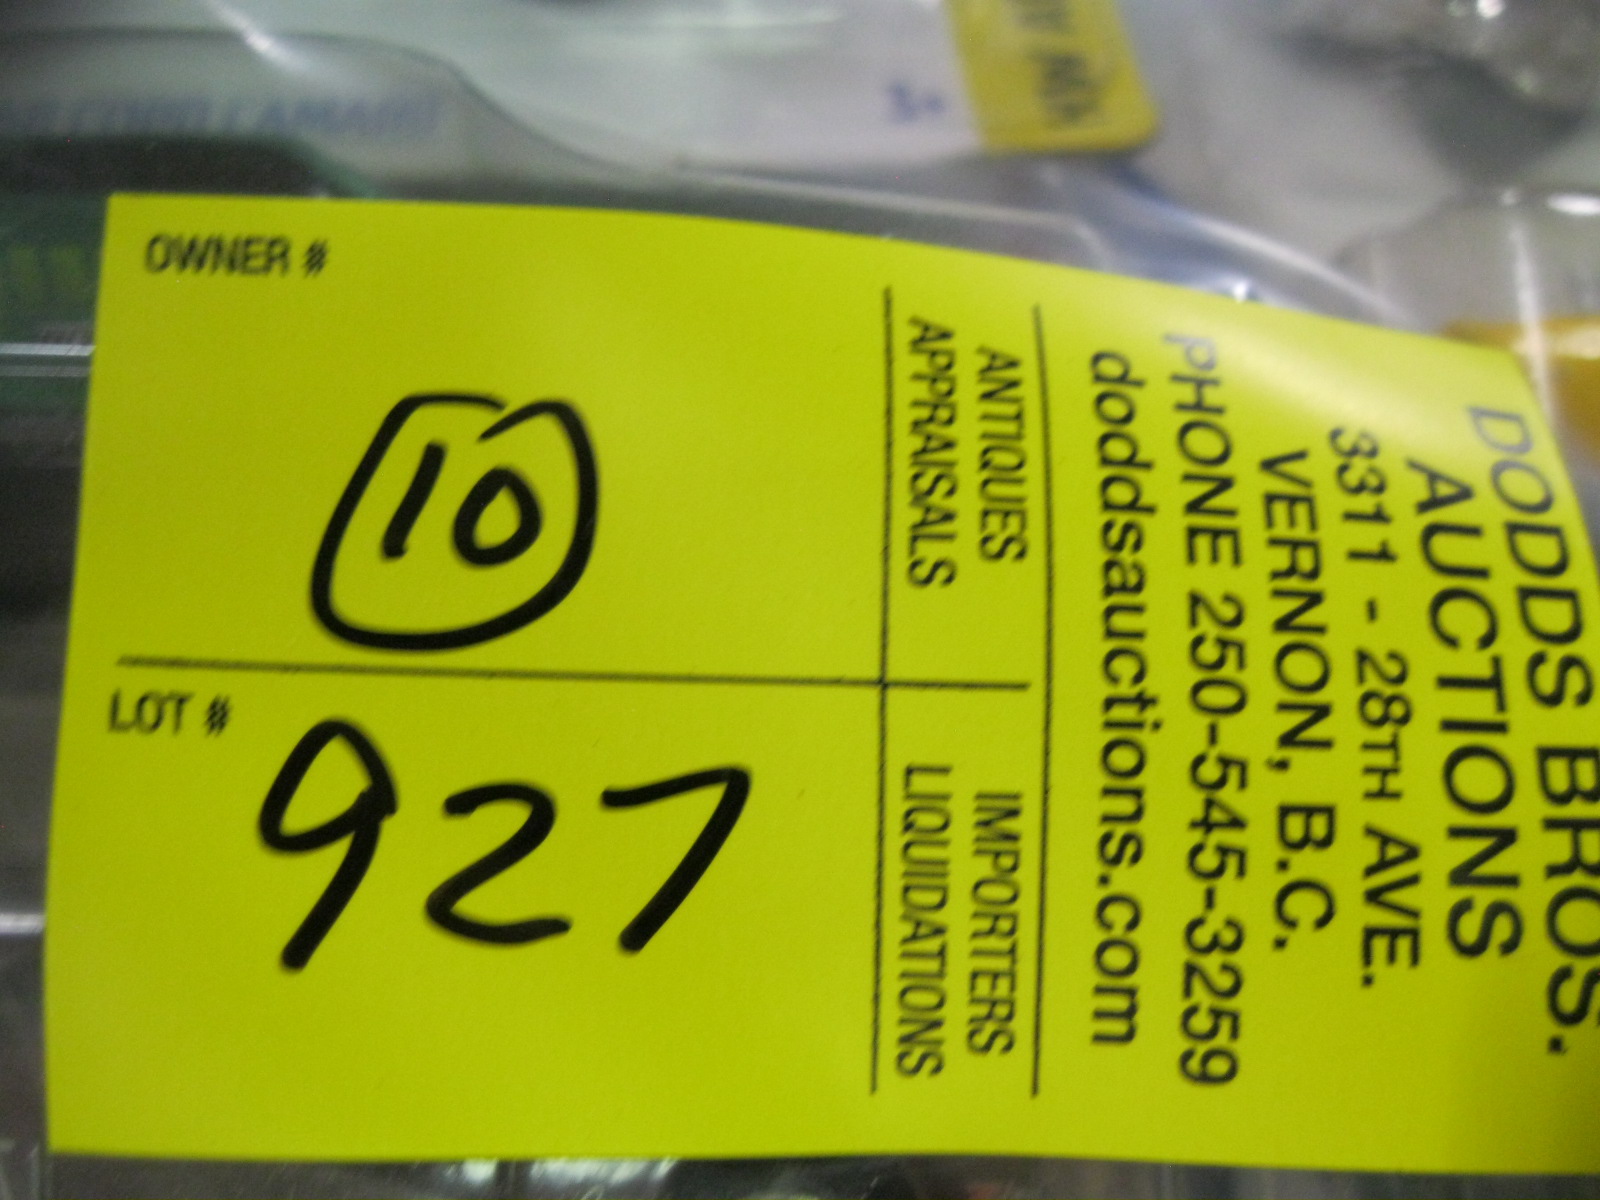 OWNER #
10
LOT #
927
DODDS BROS.
AUCTIONS
3311 - 28TH AVE.
VERNON, B.C.
PHONE 250-545-3259
doddsauctions.com
ANTIQUES
APPRAISALS
IMPORTERS
LIQUIDATIONS